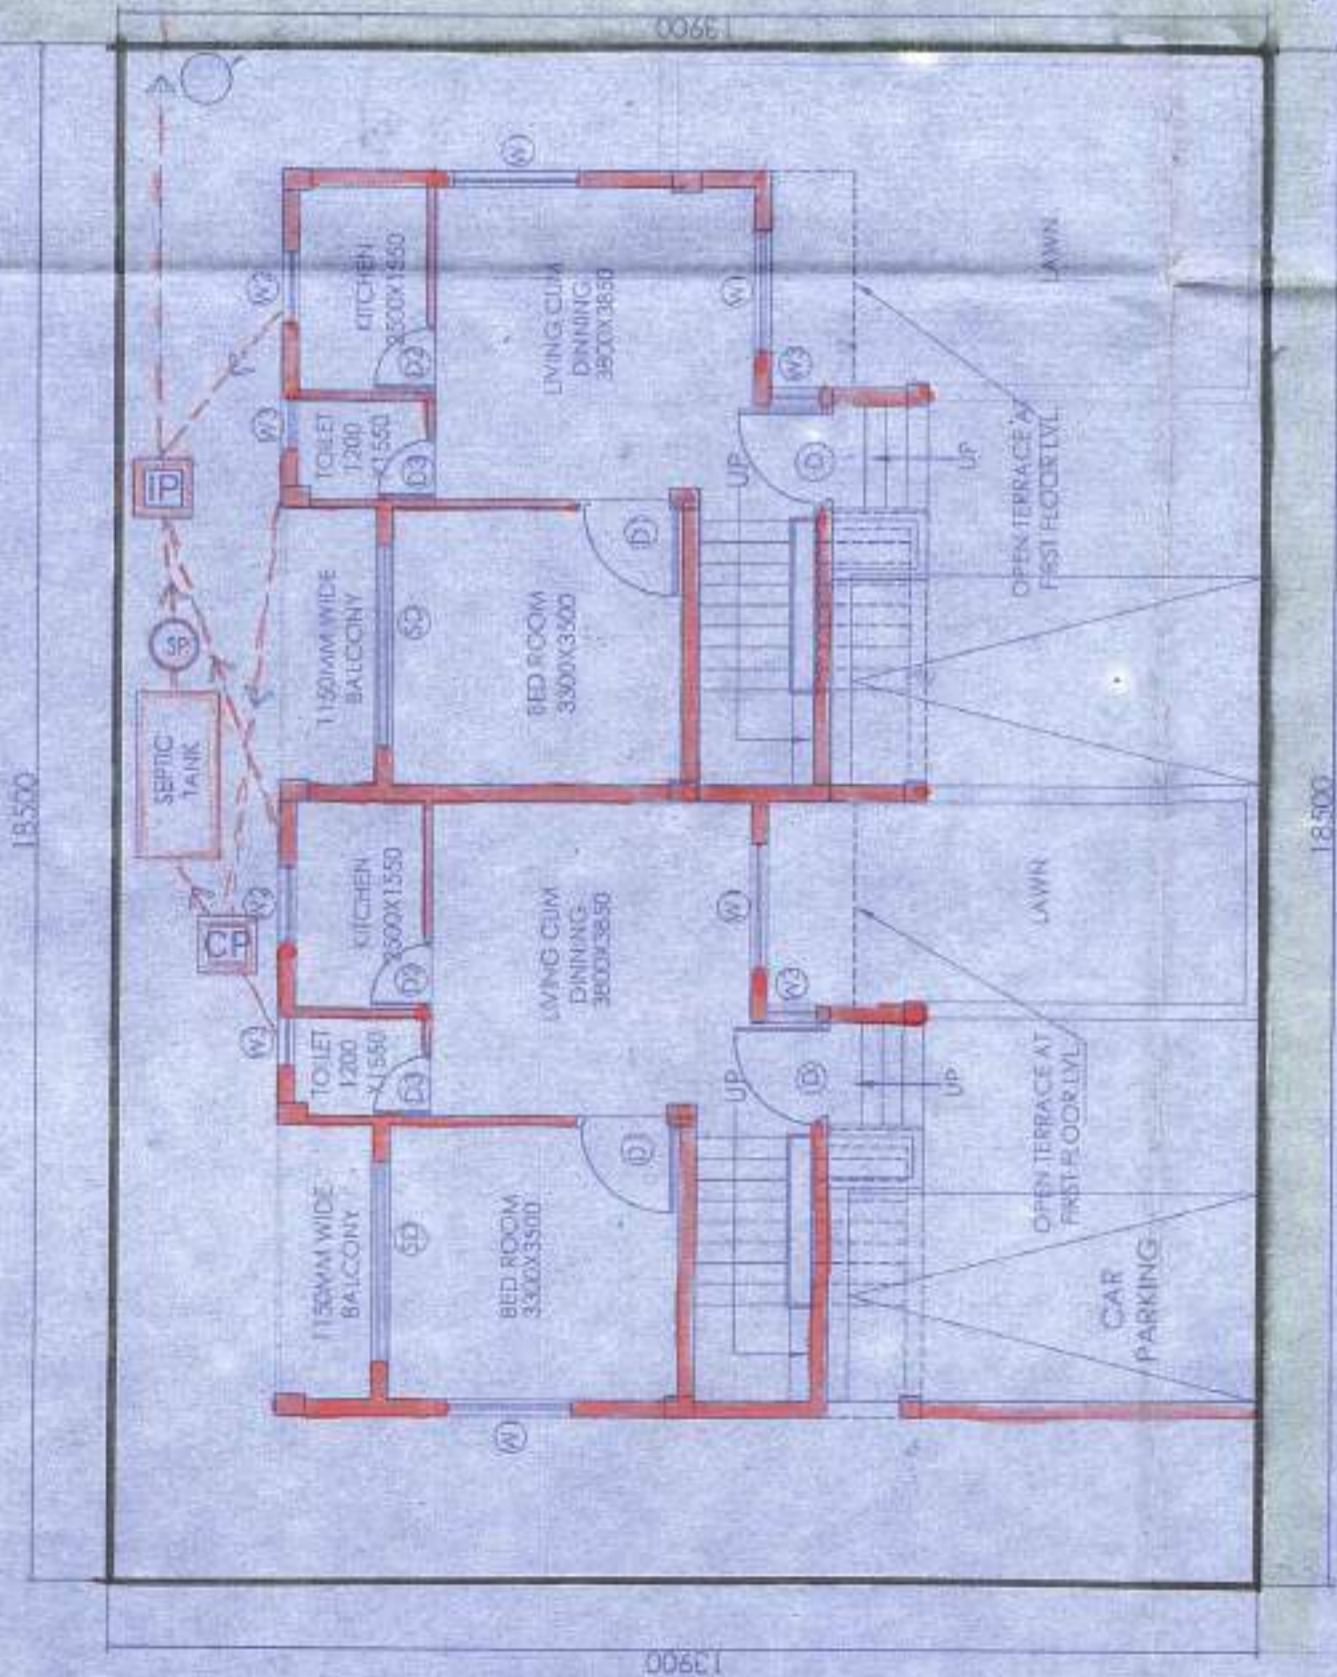 13900
18500
18500
13900
SEPTIC
TANK
SP
IP
CP
W3
W2
W3
W2
1150MM WIDE
BALCONY
TOILET
1200
X1550
KITCHEN
2500X1550
1150MM WIDE
BALCONY
TOILET
1200
X1550
KITCHEN
2500X1550
D3
D2
D3
D2
SD
SD
W
BED ROOM
3300X3500
LIVING CUM
DINNING
3800X3850
BED ROOM
3300X3500
LIVING CUM
DINNING
3800X3850
W
D1
D1
UP
W1
UP
W1
D
W3
D
W3
UP
UP
OPEN TERRACE AT
FIRST FLOOR LVL.
LAWN
OPEN TERRACE AT
FIRST FLOOR LVL.
LAWN
CAR
PARKING